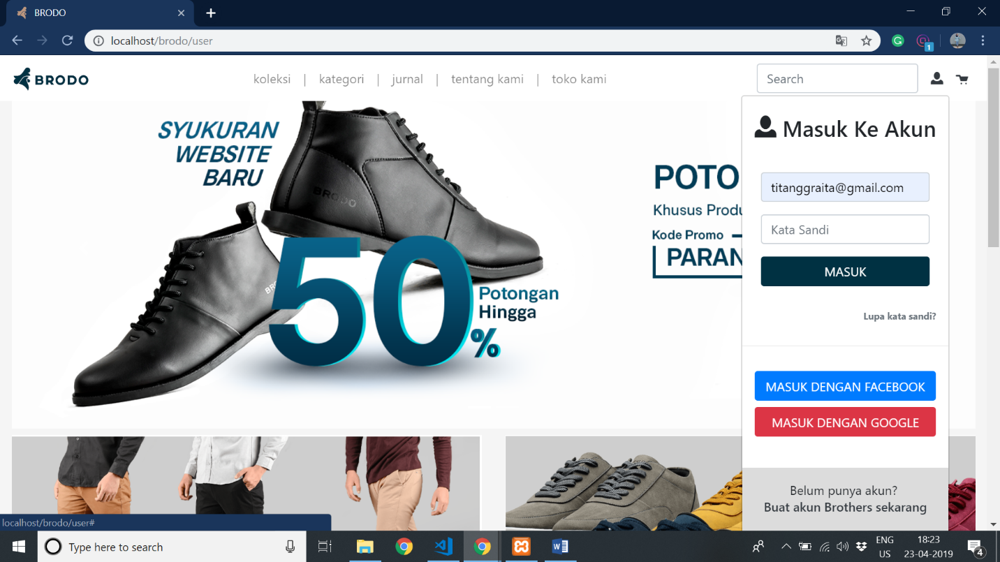 BRODO
localhost/brodo/user
1
BRODO
koleksi | kategori | jurnal | tentang kami | toko kami
Search
SYUKURAN
WEBSITE
BARU
BRODO
50
%
Potongan
Hingga
POTO
Khusus Produ
Kode Promo
PARAN
Masuk Ke Akun
titanggraita@gmail.com
Kata Sandi
MASUK
Lupa kata sandi?
MASUK DENGAN FACEBOOK
MASUK DENGAN GOOGLE
Belum punya akun?
Buat akun Brothers sekarang
localhost/brodo/user#
Type here to search
ENG
US
18:23
23-04-2019
4